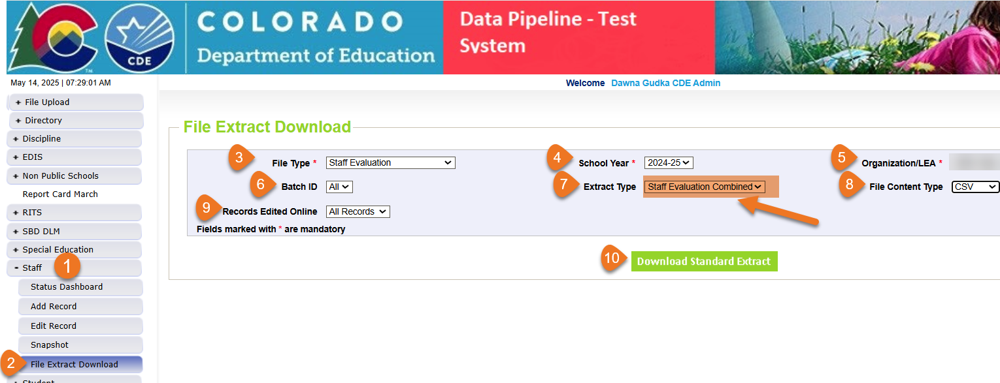 COLORADO
Department of Education
CDE
TM
Data Pipeline - Test
System
May 14, 2025 | 07:29:01 AM
Welcome Dawna Gudka CDE Admin
+ File Upload
+ Directory
+ Discipline
+ EDIS
+ Non Public Schools
Report Card March
+ RITS
+ SBD DLM
+ Special Education
- Staff 1
Status Dashboard
Add Record
Edit Record
Snapshot
2 File Extract Download
+ Student
File Extract Download
3 File Type * Staff Evaluation
4 School Year * 2024-25
5 Organization/LEA *
6 Batch ID All
7 Extract Type Staff Evaluation Combined
8 File Content Type CSV
9 Records Edited Online All Records
Fields marked with * are mandatory
10 Download Standard Extract